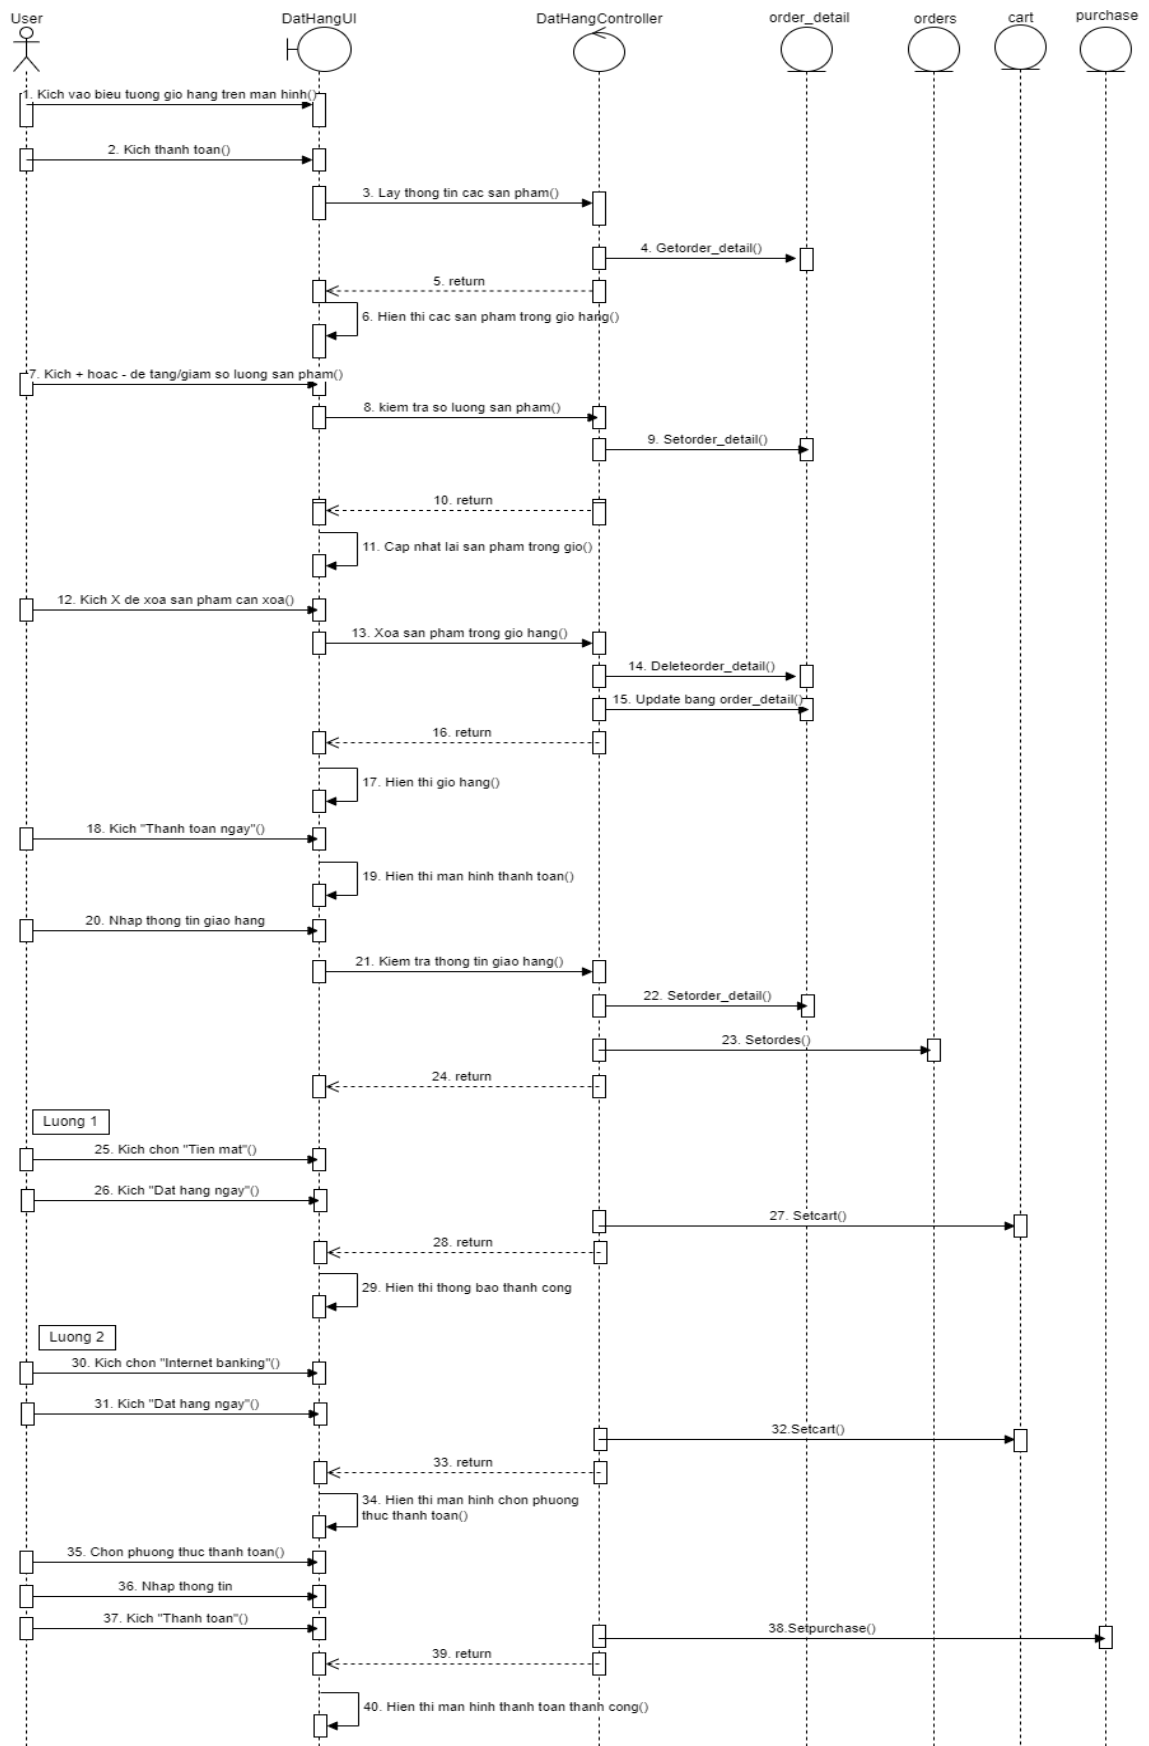 User
DatHangUI
DatHangController
order_detail
orders
cart
purchase
1. Kich vao bieu tuong gio hang tren man hinh()
2. Kich thanh toan()
3. Lay thong tin cac san pham()
4. Getorder_detail()
5. return
6. Hien thi cac san pham trong gio hang()
7. Kich + hoac - de tang/giam so luong san pham()
8. kiem tra so luong san pham()
9. Setorder_detail()
10. return
11. Cap nhat lai san pham trong gio()
12. Kich X de xoa san pham can xoa()
13. Xoa san pham trong gio hang()
14. Deleteorder_detail()
15. Update bang order_detail()
16. return
17. Hien thi gio hang()
18. Kich "Thanh toan ngay"()
19. Hien thi man hinh thanh toan()
20. Nhap thong tin giao hang
21. Kiem tra thong tin giao hang()
22. Setorder_detail()
23. Setordes()
24. return
Luong 1
25. Kich chon "Tien mat"()
26. Kich "Dat hang ngay"()
27. Setcart()
28. return
29. Hien thi thong bao thanh cong
Luong 2
30. Kich chon "Internet banking"()
31. Kich "Dat hang ngay"()
32.Setcart()
33. return
34. Hien thi man hinh chon phuong
thuc thanh toan()
35. Chon phuong thuc thanh toan()
36. Nhap thong tin
37. Kich "Thanh toan"()
38.Setpurchase()
39. return
40. Hien thi man hinh thanh toan thanh cong()